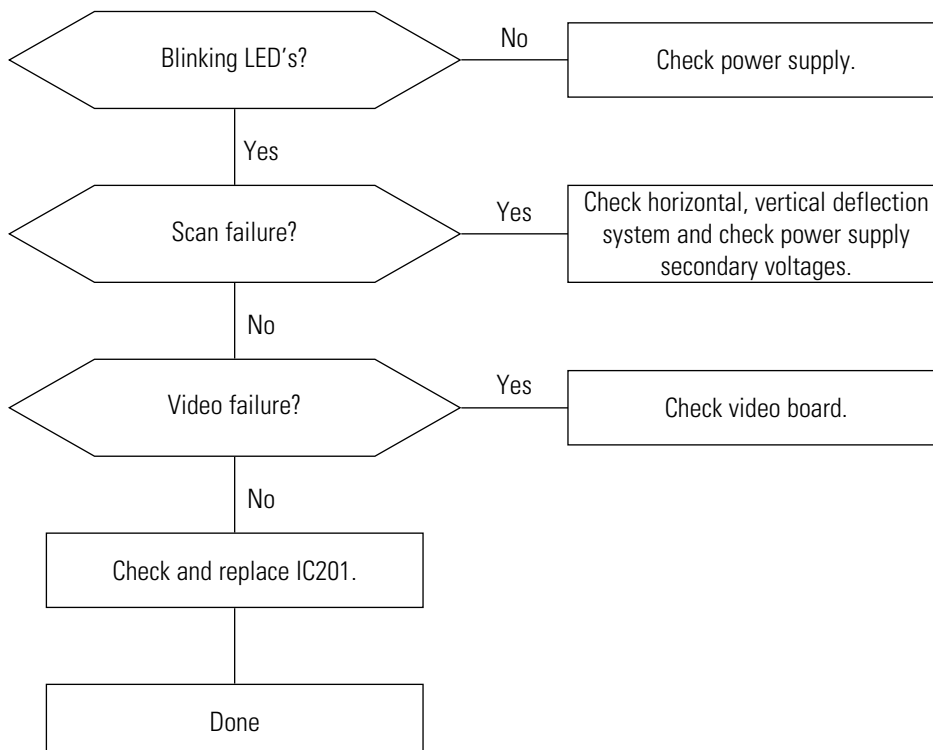 Blinking LED's?
No
Check power supply.
Yes
Scan failure?
Yes
Check horizontal, vertical deflection
system and check power supply
secondary voltages.
No
Video failure?
Yes
Check video board.
No
Check and replace IC201.
Done